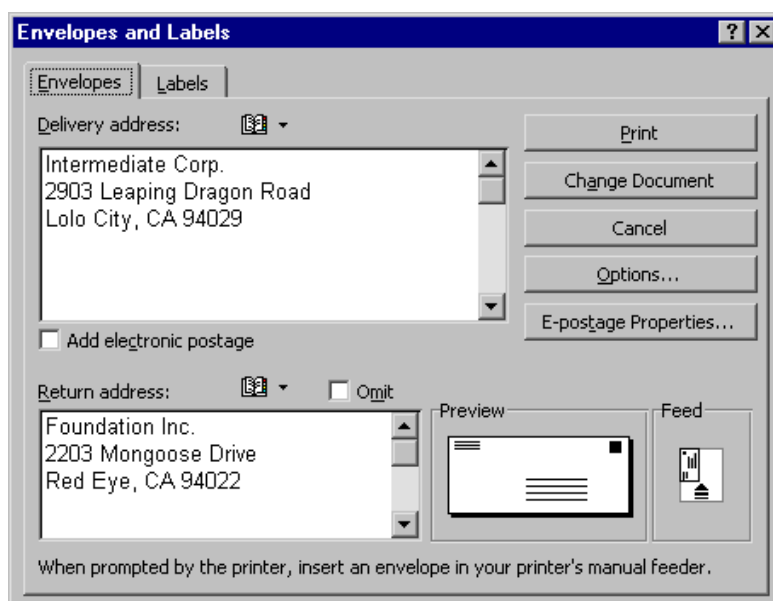 Envelopes and Labels
Envelopes
Labels
Delivery address:
Intermediate Corp.
2903 Leaping Dragon Road
Lolo City, CA 94029
Print
Change Document
Cancel
Options...
E-postage Properties...
Add electronic postage
Return address:
Omit
Foundation Inc.
2203 Mongoose Drive
Red Eye, CA 94022
Preview
Feed
When prompted by the printer, insert an envelope in your printer's manual feeder.